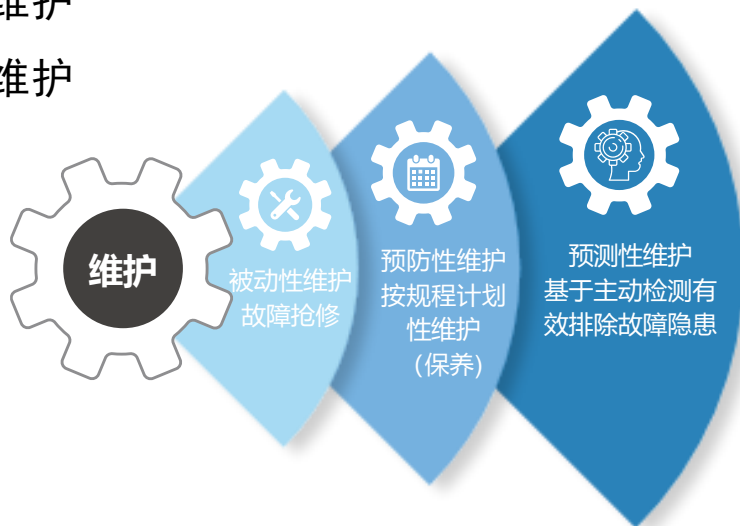 维护
维护
维护
被动性维护
故障抢修
预防性维护
按规程计划
性维护
（保养）
预测性维护
基于主动检测有
效排除故障隐患